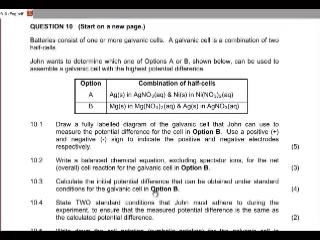 QUESTION 10 (Start on a new page.)
Batteries consist of one or more galvanic cells. A galvanic cell is a combination of two
half-cells.
John wants to determine which one of Options A or B, shown below, can be used to
assemble a galvanic cell with the highest potential difference.
Option Combination of half-cells
A Ag(s) in AgNO₃(aq) & Ni(s) in Ni(NO₃)₂(aq)
B Mg(s) in Mg(NO₃)₂(aq) & Ag(s) in AgNO₃(aq)
10.1 Draw a fully labelled diagram of the galvanic cell that John can use to
measure the potential difference for the cell in Option B. Use a positive (+)
and negative (-) sign to indicate the positive and negative electrodes
respectively. (5)
10.2 Write a balanced chemical equation, excluding spectator ions, for the net
(overall) cell reaction for the galvanic cell in Option B. (3)
10.3 Calculate the initial potential difference that can be obtained under standard
conditions for the galvanic cell in Option B. (4)
10.4 State TWO standard conditions that John must adhere to during the
experiment, to ensure that the measured potential difference is the same as
the calculated potential difference. (2)